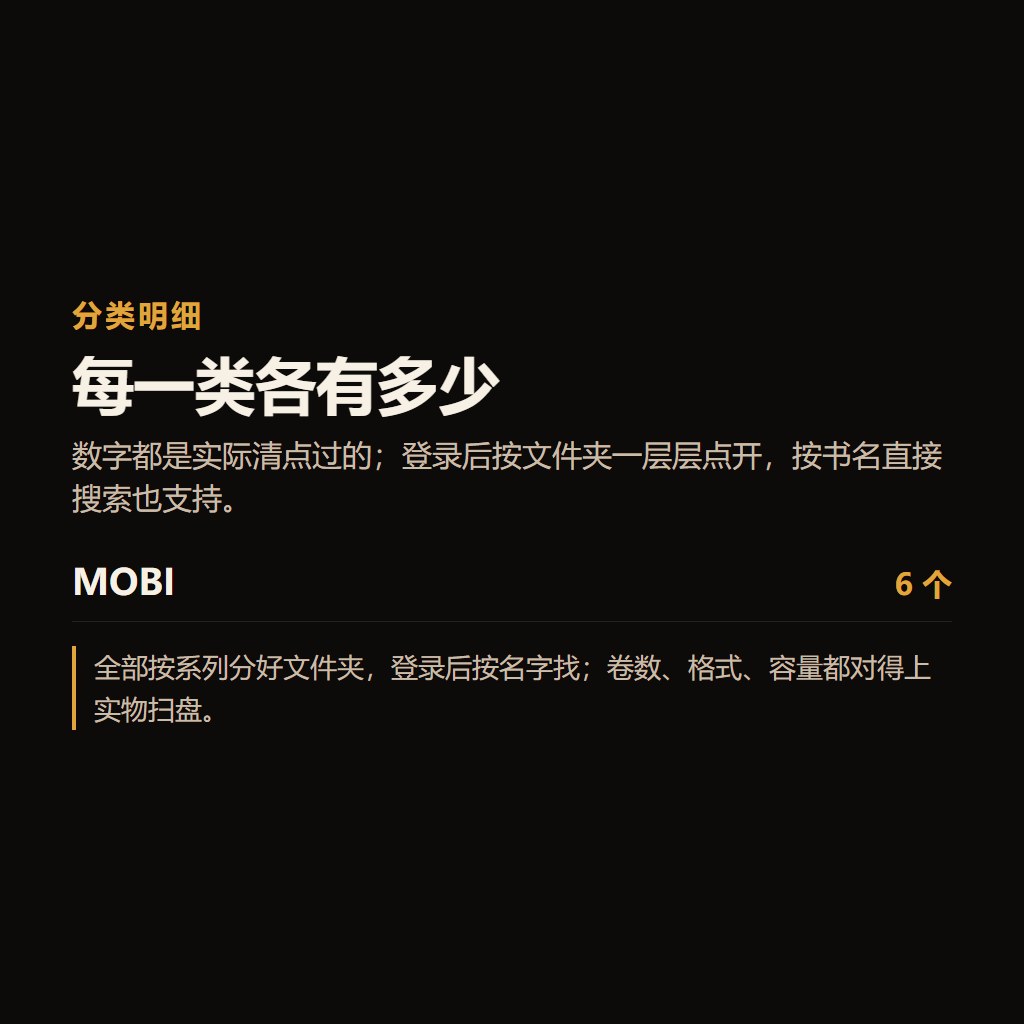 分类明细
每一类各有多少
数字都是实际清点过的；登录后按文件夹一层层点开，按书名直接
搜索也支持。
MOBI 6 个
全部按系列分好文件夹，登录后按名字找；卷数、格式、容量都对得上
实物扫盘。